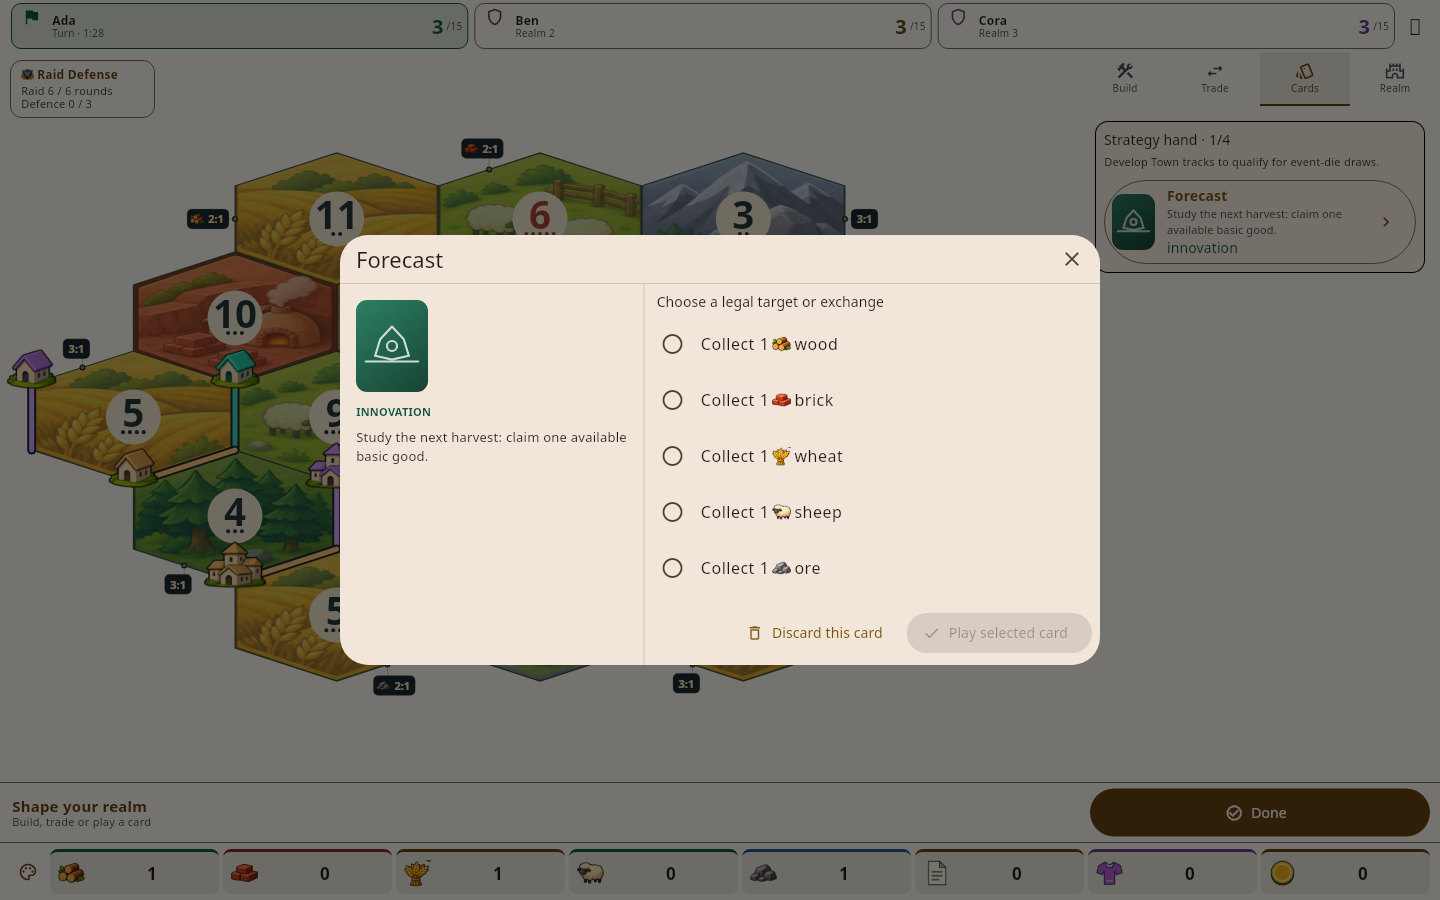 Ada
Turn · 1:28
3 /15
Ben
Realm 2
3 /15
Cora
Realm 3
3 /15
Raid Defense
Raid 6 / 6 rounds
Defence 0 / 3
Build
Trade
Cards
Realm
Strategy hand · 1/4
Develop Town tracks to qualify for event-die draws.
Forecast
Study the next harvest: claim one
available basic good.
innovation
2:1
2:1
11
6
3
3:1
10
3:1
5
9
4
3:1
5
2:1
3:1
Forecast
INNOVATION
Study the next harvest: claim one available
basic good.
Choose a legal target or exchange
Collect 1 wood
Collect 1 brick
Collect 1 wheat
Collect 1 sheep
Collect 1 ore
Discard this card
Play selected card
Shape your realm
Build, trade or play a card
Done
1
0
1
0
1
0
0
0